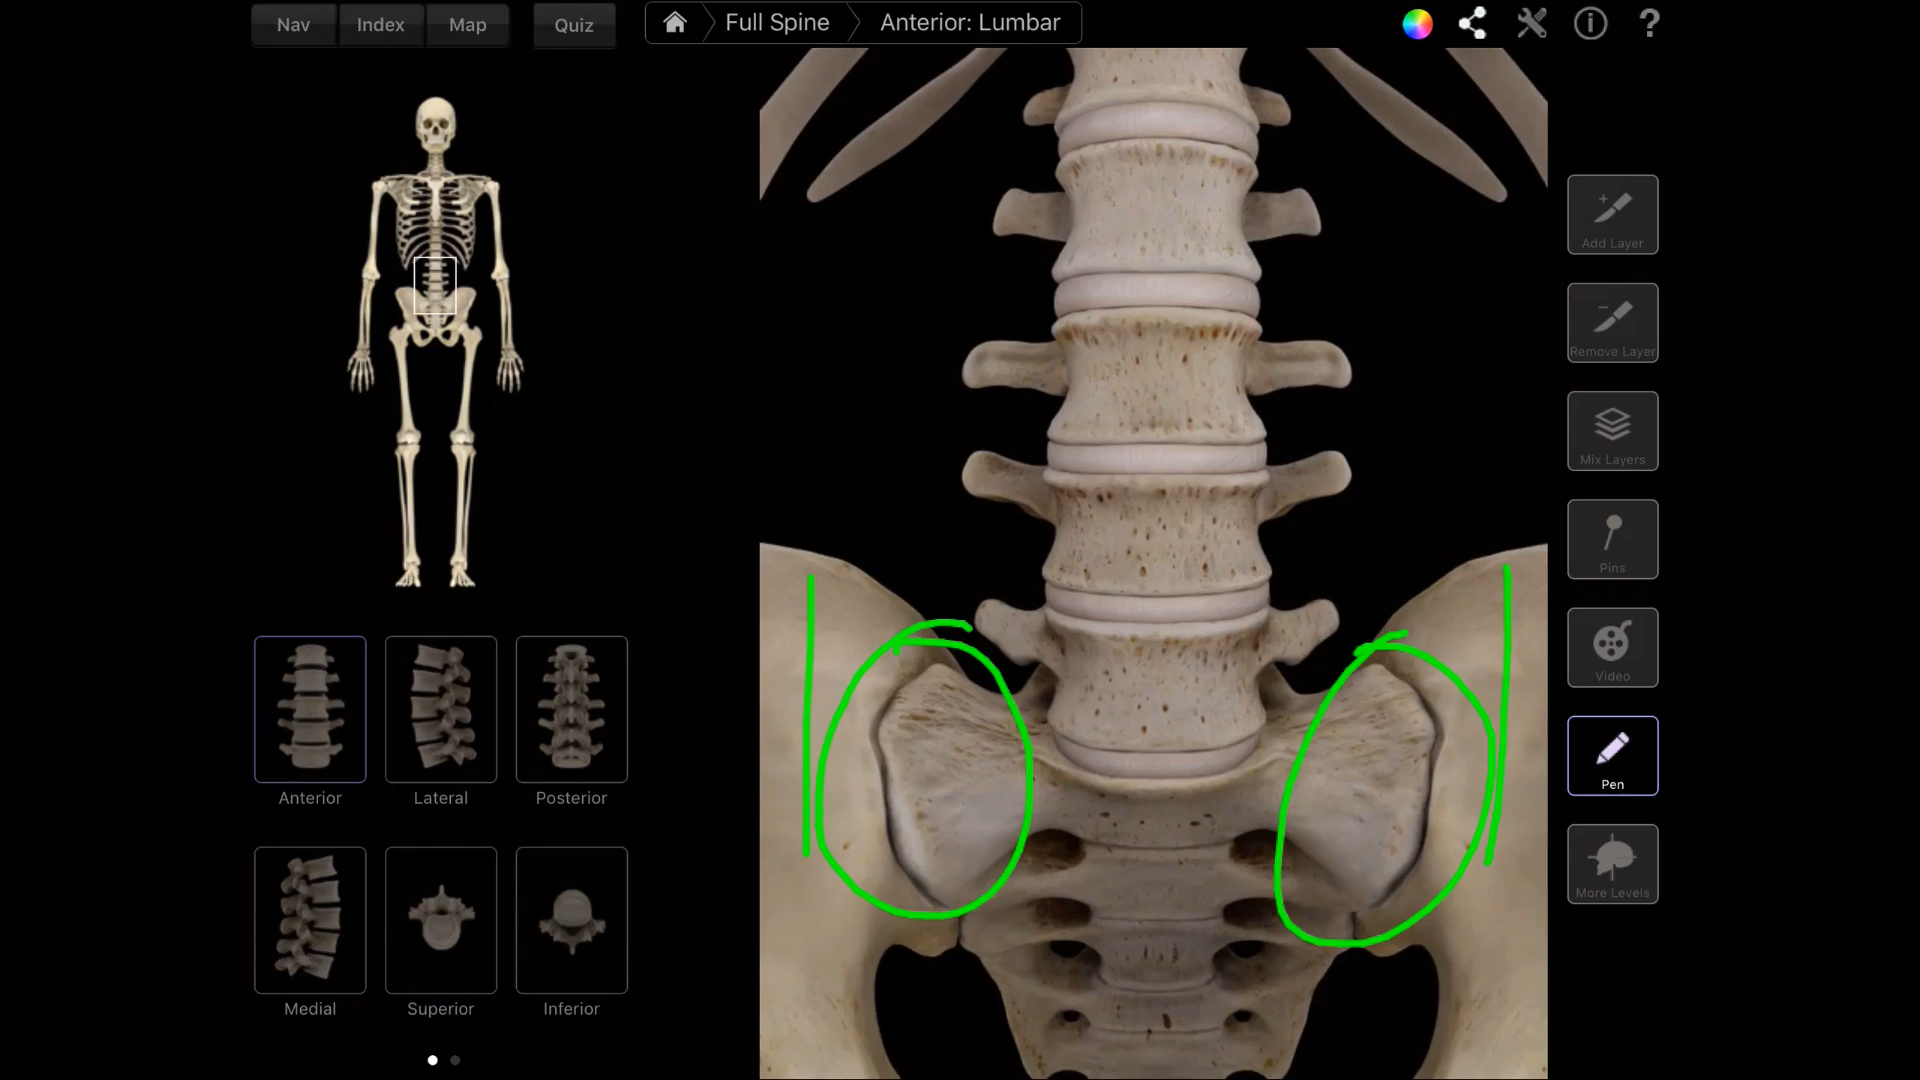 Nav Index Map Quiz Full Spine Anterior: Lumbar
Add Layer
Remove Layer
Mix Layers
Pins
Video
Pen
More Levels
Anterior Lateral Posterior
Medial Superior Inferior